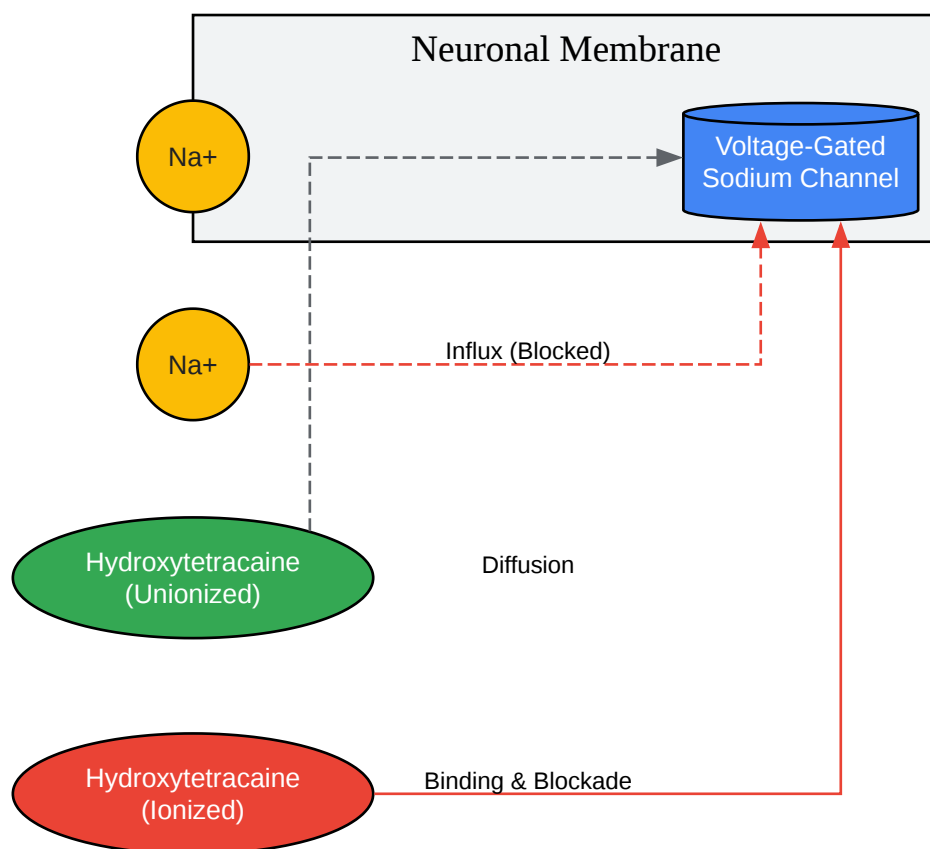 Neuronal Membrane
Na+
Voltage-Gated
Sodium Channel
Na+
Influx (Blocked)
Hydroxytetracaine
(Unionized)
Diffusion
Hydroxytetracaine
(Ionized)
Binding & Blockade